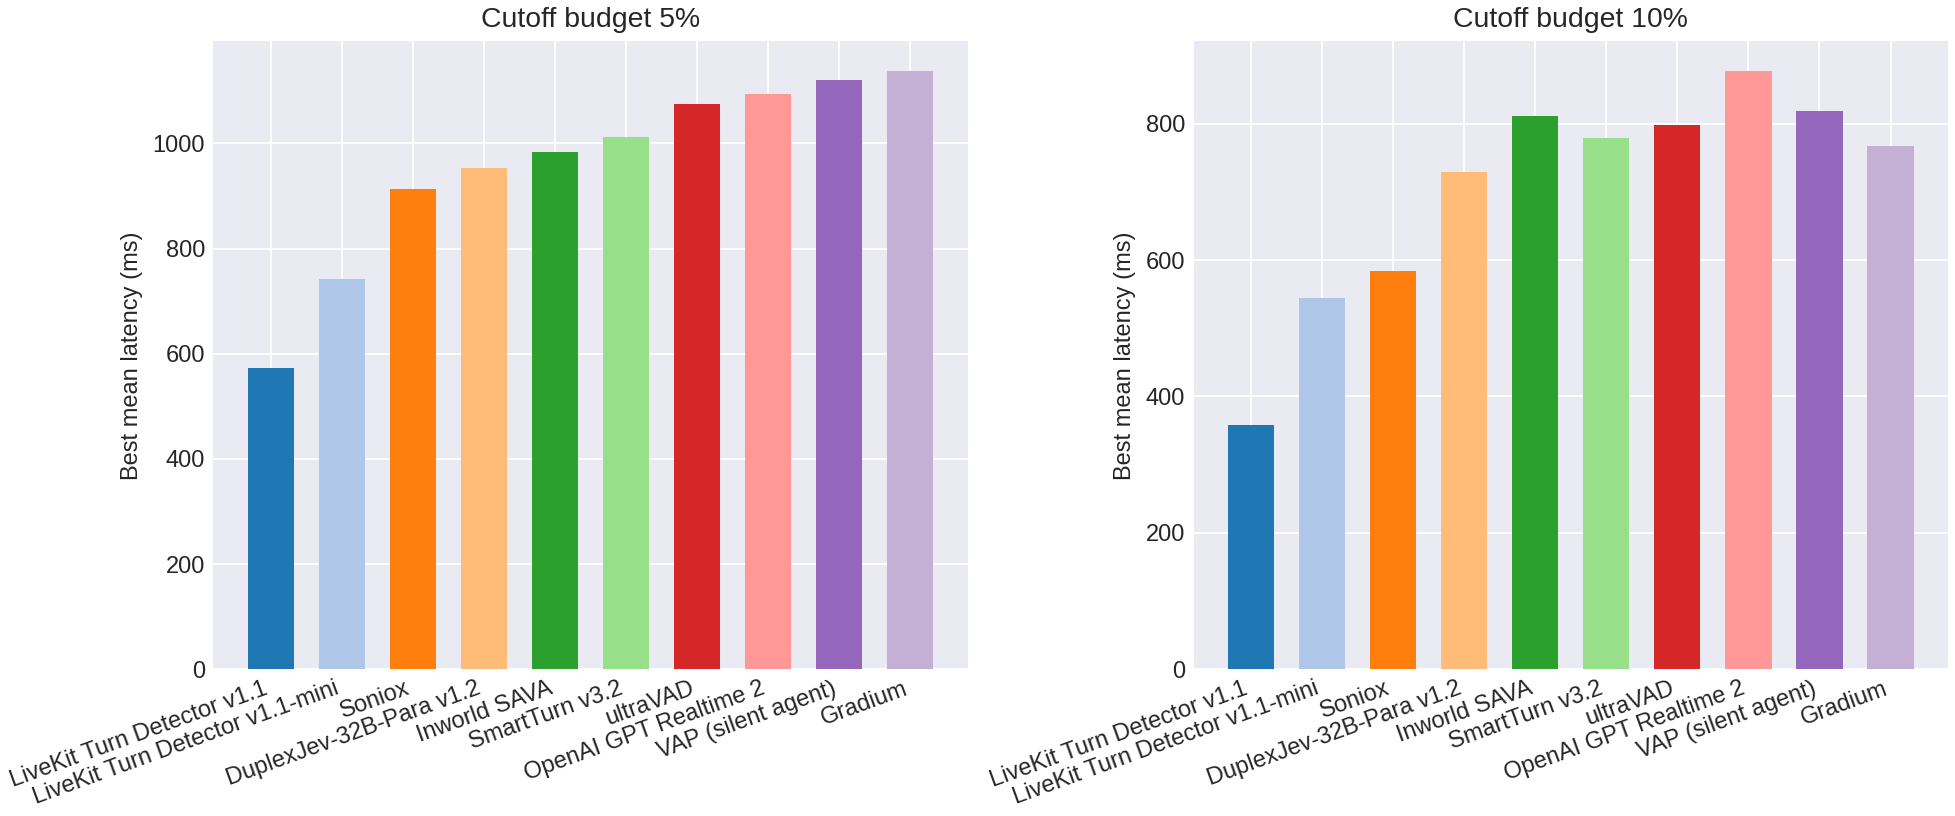 Cutoff budget 5%
Best mean latency (ms)
1000
800
600
400
200
0
LiveKit Turn Detector v1.1
LiveKit Turn Detector v1.1-mini
Soniox
DuplexJev-32B-Para v1.2
Inworld SAVA
SmartTurn v3.2
ultraVAD
OpenAI GPT Realtime 2
VAP (silent agent)
Gradium
Cutoff budget 10%
Best mean latency (ms)
800
600
400
200
0
LiveKit Turn Detector v1.1
LiveKit Turn Detector v1.1-mini
Soniox
DuplexJev-32B-Para v1.2
Inworld SAVA
SmartTurn v3.2
ultraVAD
OpenAI GPT Realtime 2
VAP (silent agent)
Gradium